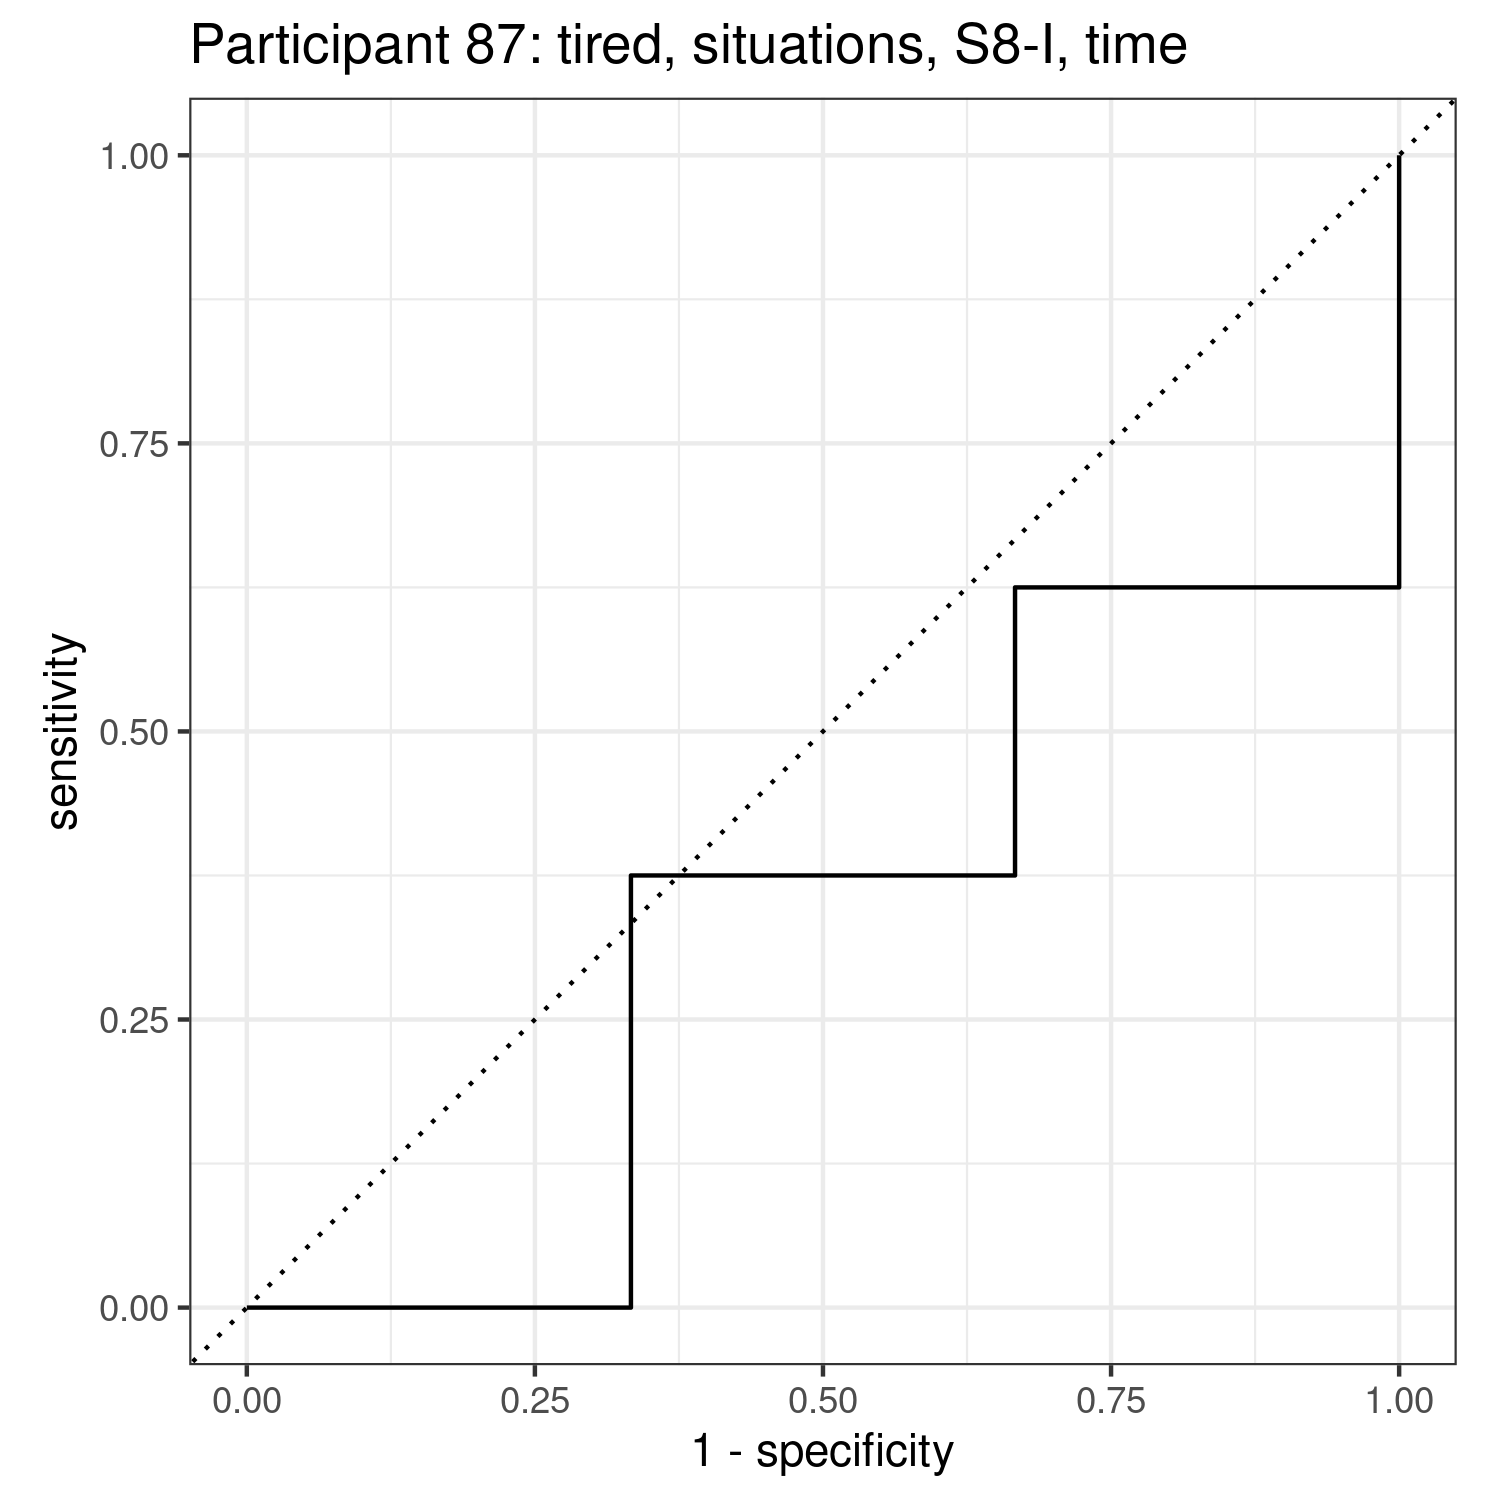 Participant 87: tired, situations, S8-I, time
1.00
0.75
0.50
0.25
0.00
sensitivity
0.00 0.25 0.50 0.75 1.00
1 - specificity